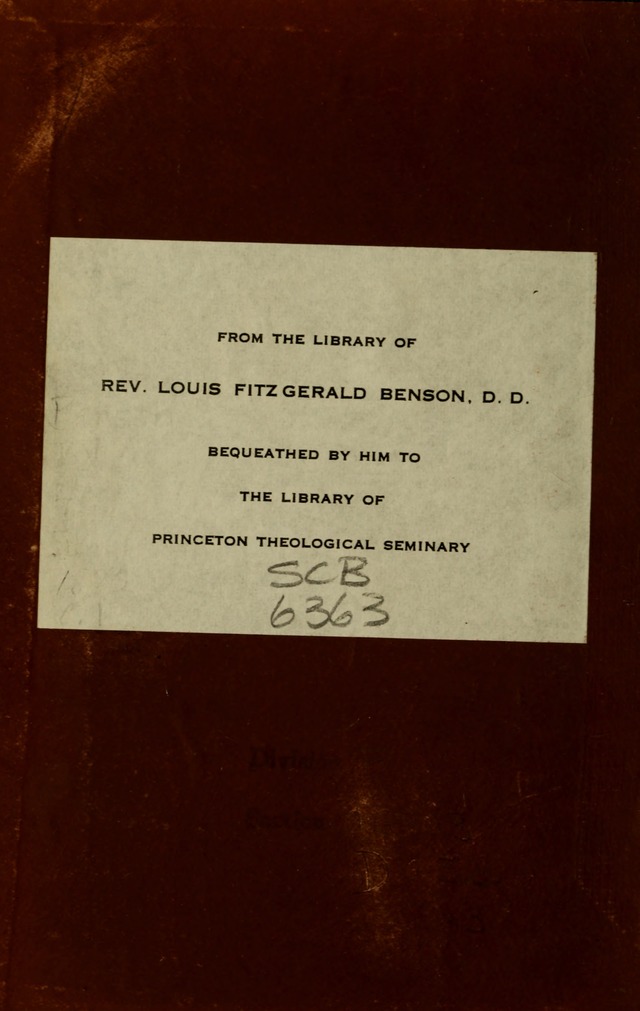 FROM THE LIBRARY OF
REV. LOUIS FITZGERALD BENSON, D. D.
BEQUEATHED BY HIM TO
THE LIBRARY OF
PRINCETON THEOLOGICAL SEMINARY
SCB
6363
Section